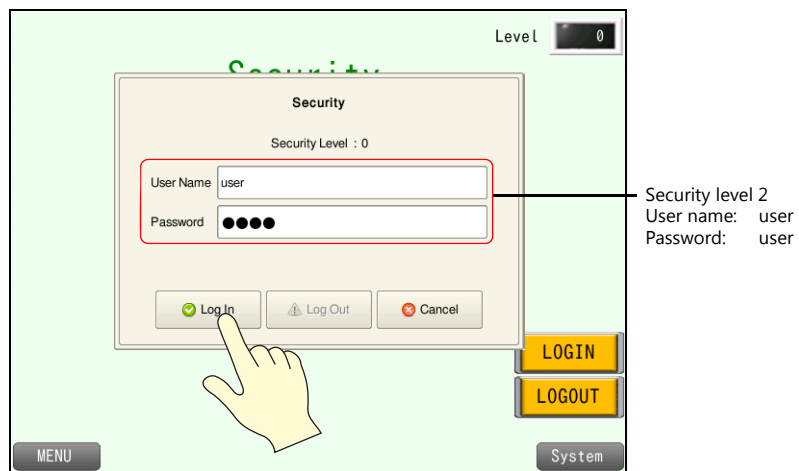 Level 0
Security
Security
Security Level : 0
User Name user
Password ●●●●
Log In Log Out Cancel
Security level 2
User name: user
Password: user
LOGIN
LOGOUT
MENU System